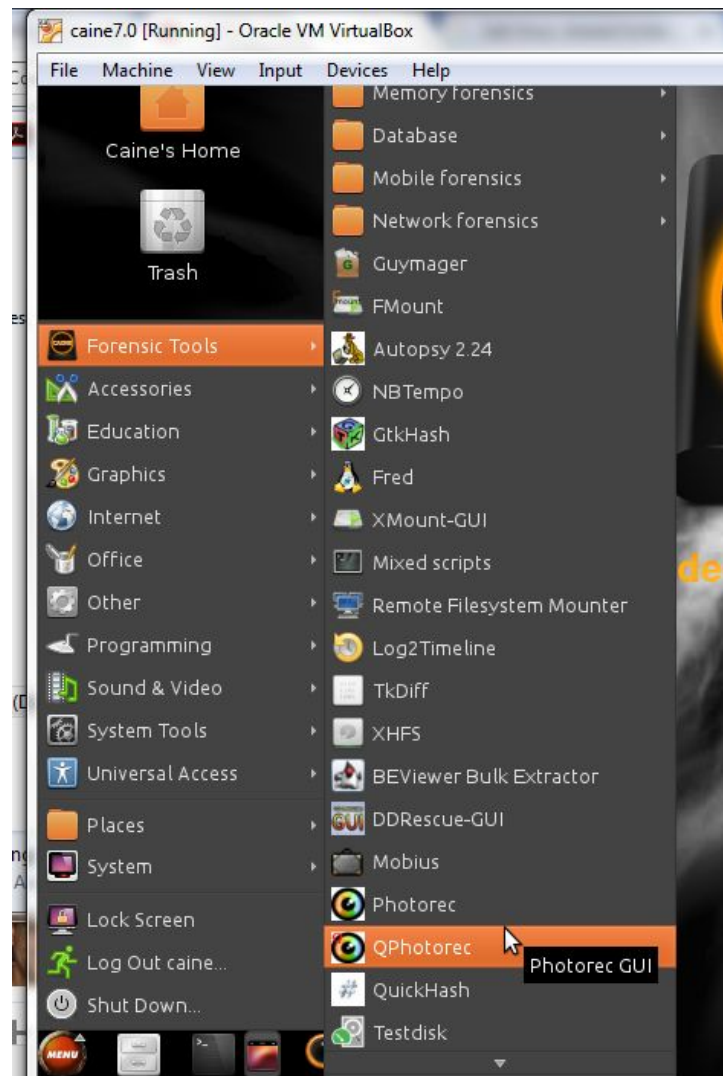 caine7.0 [Running] - Oracle VM VirtualBox
File Machine View Input Devices Help
Caine's Home
Trash
Forensic Tools
Accessories
Education
Graphics
Internet
Office
Other
Programming
Sound & Video
System Tools
Universal Access
Places
System
Lock Screen
Log Out caine...
Shut Down...
MENU
Memory forensics
Database
Mobile forensics
Network forensics
Guymager
FMount
Autopsy 2.24
NBTempo
GtkHash
Fred
XMount-GUI
Mixed scripts
Remote Filesystem Mounter
Log2Timeline
TkDiff
XHFS
BEViewer Bulk Extractor
DDRescue-GUI
Mobius
Photorec
QPhotorec
Photorec GUI
QuickHash
Testdisk
de